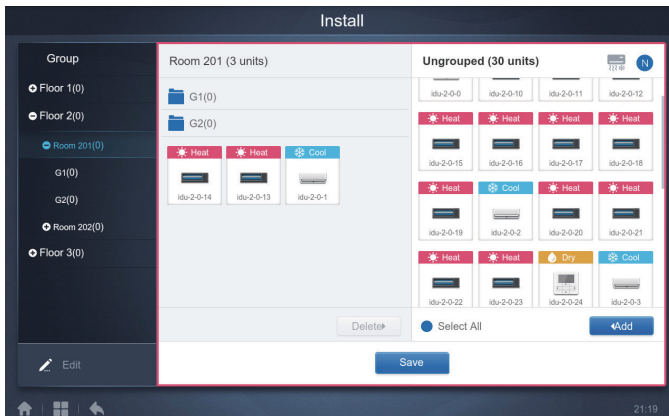 Install
Group
Floor 1(0)
Floor 2(0)
Room 201(0)
G1(0)
G2(0)
Room 202(0)
Floor 3(0)
Edit
Room 201 (3 units)
G1(0)
G2(0)
Heat Heat Cool
idu-2-0-14 idu-2-0-13 idu-2-0-1
Delete
Ungrouped (30 units)
N
idu-2-0-0 idu-2-0-10 idu-2-0-11 idu-2-0-12
Heat Heat Heat Heat
idu-2-0-15 idu-2-0-16 idu-2-0-17 idu-2-0-18
Heat Cool Heat Heat
idu-2-0-19 idu-2-0-2 idu-2-0-20 idu-2-0-21
Heat Heat Dry Cool
idu-2-0-22 idu-2-0-23 idu-2-0-24 idu-2-0-3
Select All
Add
Save
21:19